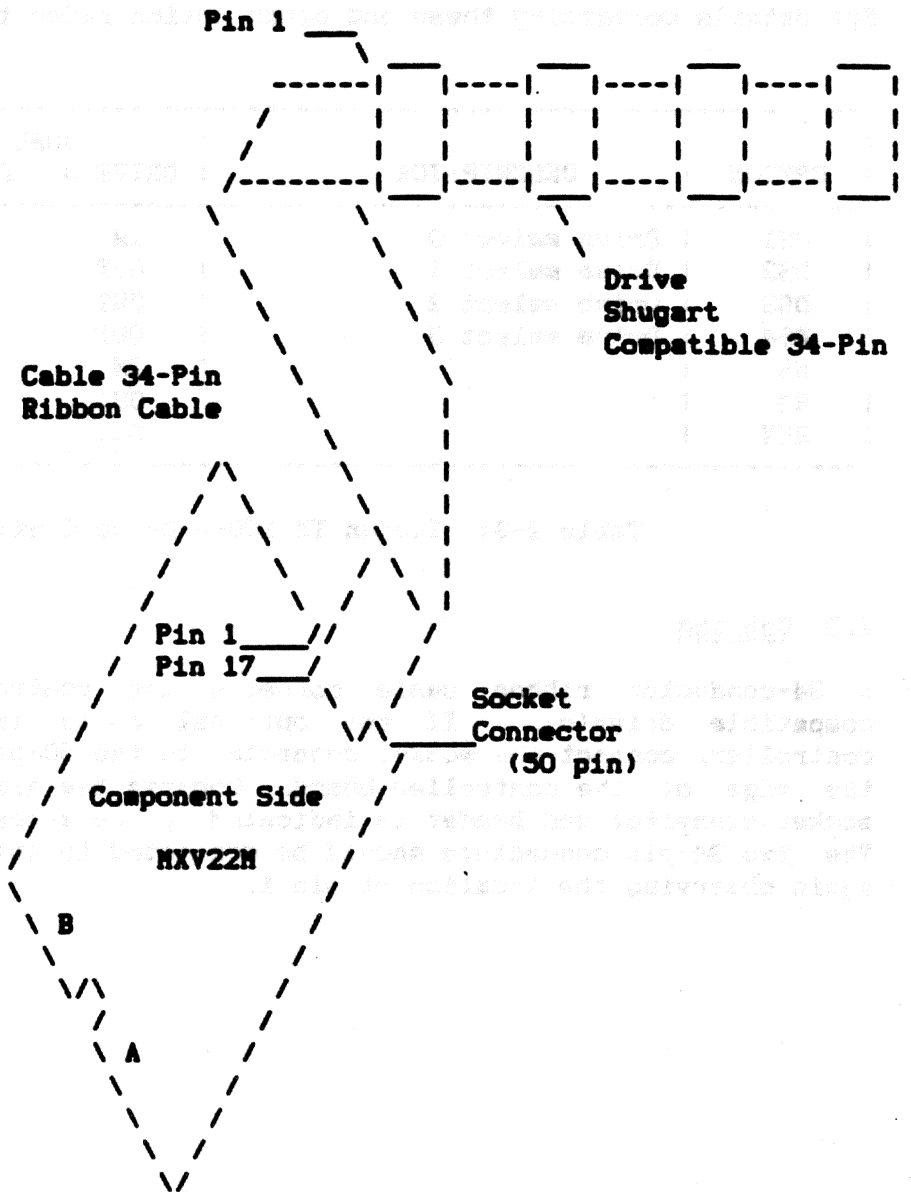 Pin 1
Drive
Shugart
Compatible 34-Pin
Cable 34-Pin
Ribbon Cable
Pin 1
Pin 17
Socket
Connector
(50 pin)
Component Side
MXV22M
B
A